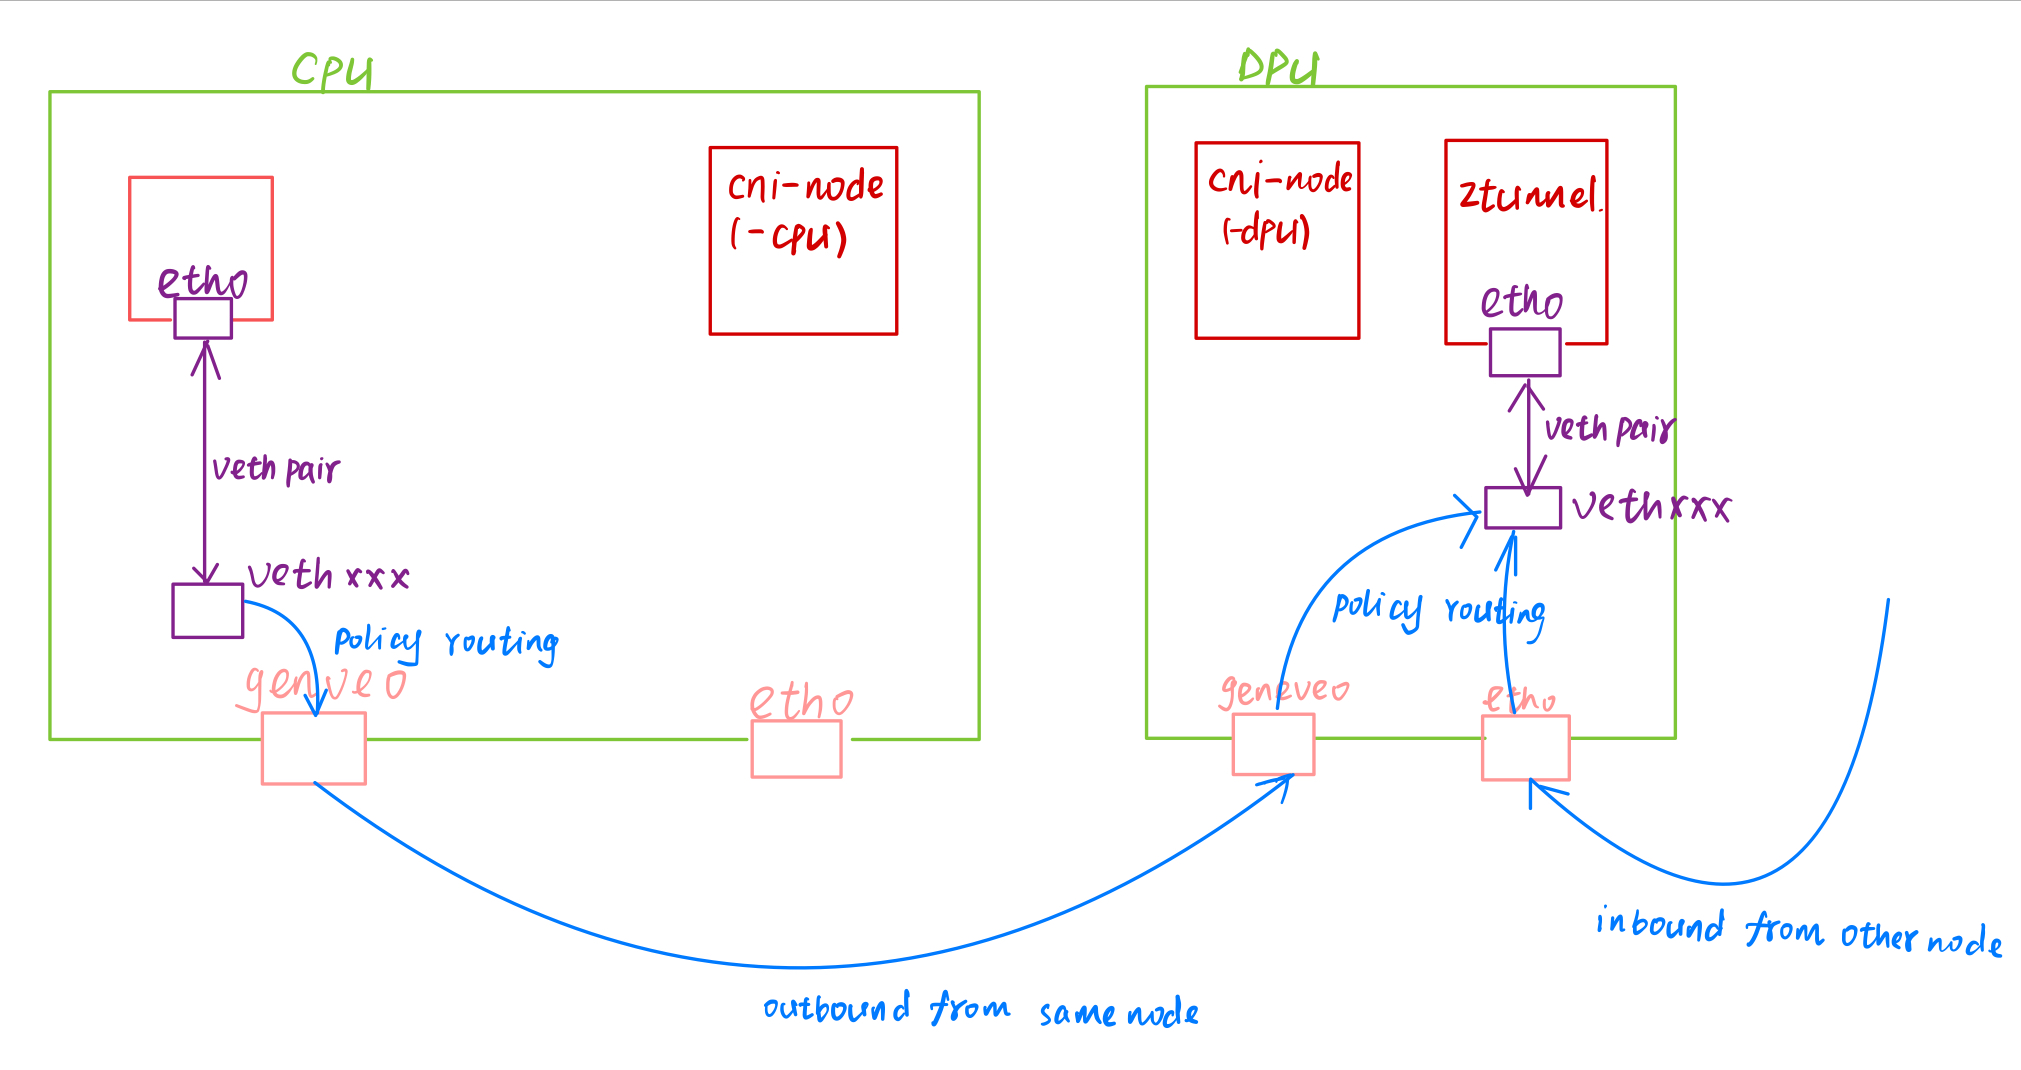 CPU
DPU
cni-node
(-cpu)
cni-node
(-dpu)
ztunnel
eth0
eth0
veth pair
veth pair
veth xxx
vethxxx
policy routing
policy routing
genve0
eth0
geneve0
eth0
inbound from other node
outbound from same node